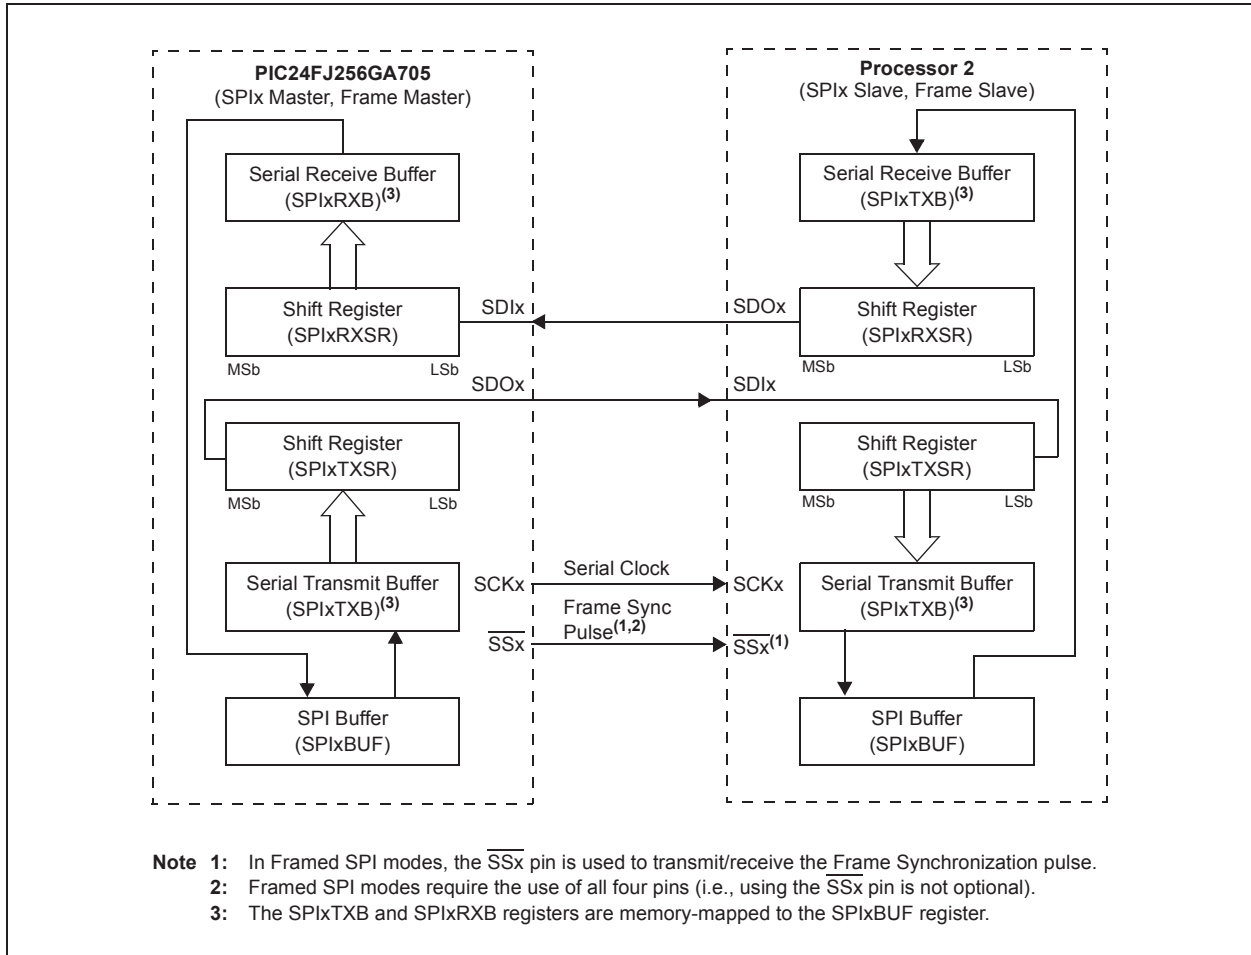 PIC24FJ256GA705
(SPIx Master, Frame Master)
Serial Receive Buffer
(SPIxRXB)(3)
Shift Register
(SPIxRXSR)
MSb
LSb
SDIx
SDOx
Shift Register
(SPIxTXSR)
MSb
LSb
Serial Transmit Buffer
(SPIxTXB)(3)
SCKx
SSx
SPI Buffer
(SPIxBUF)
Serial Clock
Frame Sync
Pulse(1,2)
Processor 2
(SPIx Slave, Frame Slave)
Serial Receive Buffer
(SPIxTXB)(3)
SDOx
Shift Register
(SPIxRXSR)
MSb
LSb
SDIx
Shift Register
(SPIxTXSR)
MSb
LSb
SCKx
Serial Transmit Buffer
(SPIxTXB)(3)
SSx(1)
SPI Buffer
(SPIxBUF)
Note 1: In Framed SPI modes, the SSx pin is used to transmit/receive the Frame Synchronization pulse.
2: Framed SPI modes require the use of all four pins (i.e., using the SSx pin is not optional).
3: The SPIxTXB and SPIxRXB registers are memory-mapped to the SPIxBUF register.